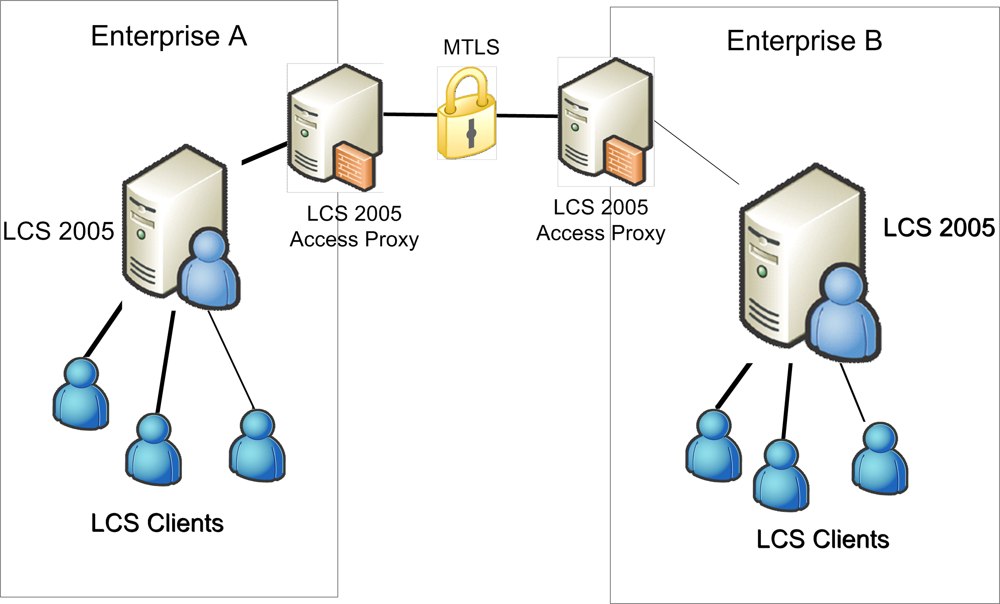 Enterprise A
MTLS
Enterprise B
LCS 2005
LCS 2005
Access Proxy
LCS 2005
Access Proxy
LCS 2005
LCS Clients
LCS Clients